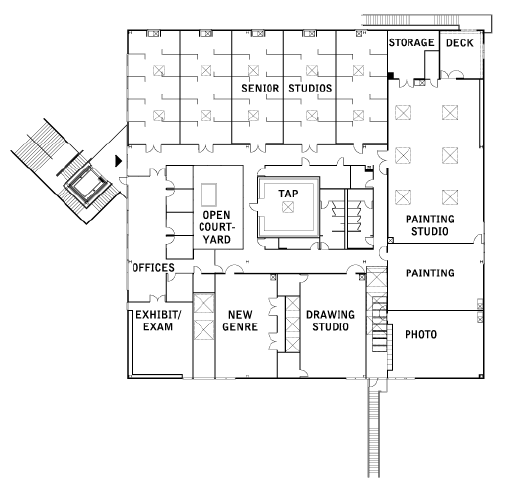 STORAGE
DECK
SENIOR STUDIOS
TAP
OPEN
COURT-
YARD
PAINTING
STUDIO
OFFICES
PAINTING
EXHIBIT/
EXAM
NEW
GENRE
DRAWING
STUDIO
PHOTO